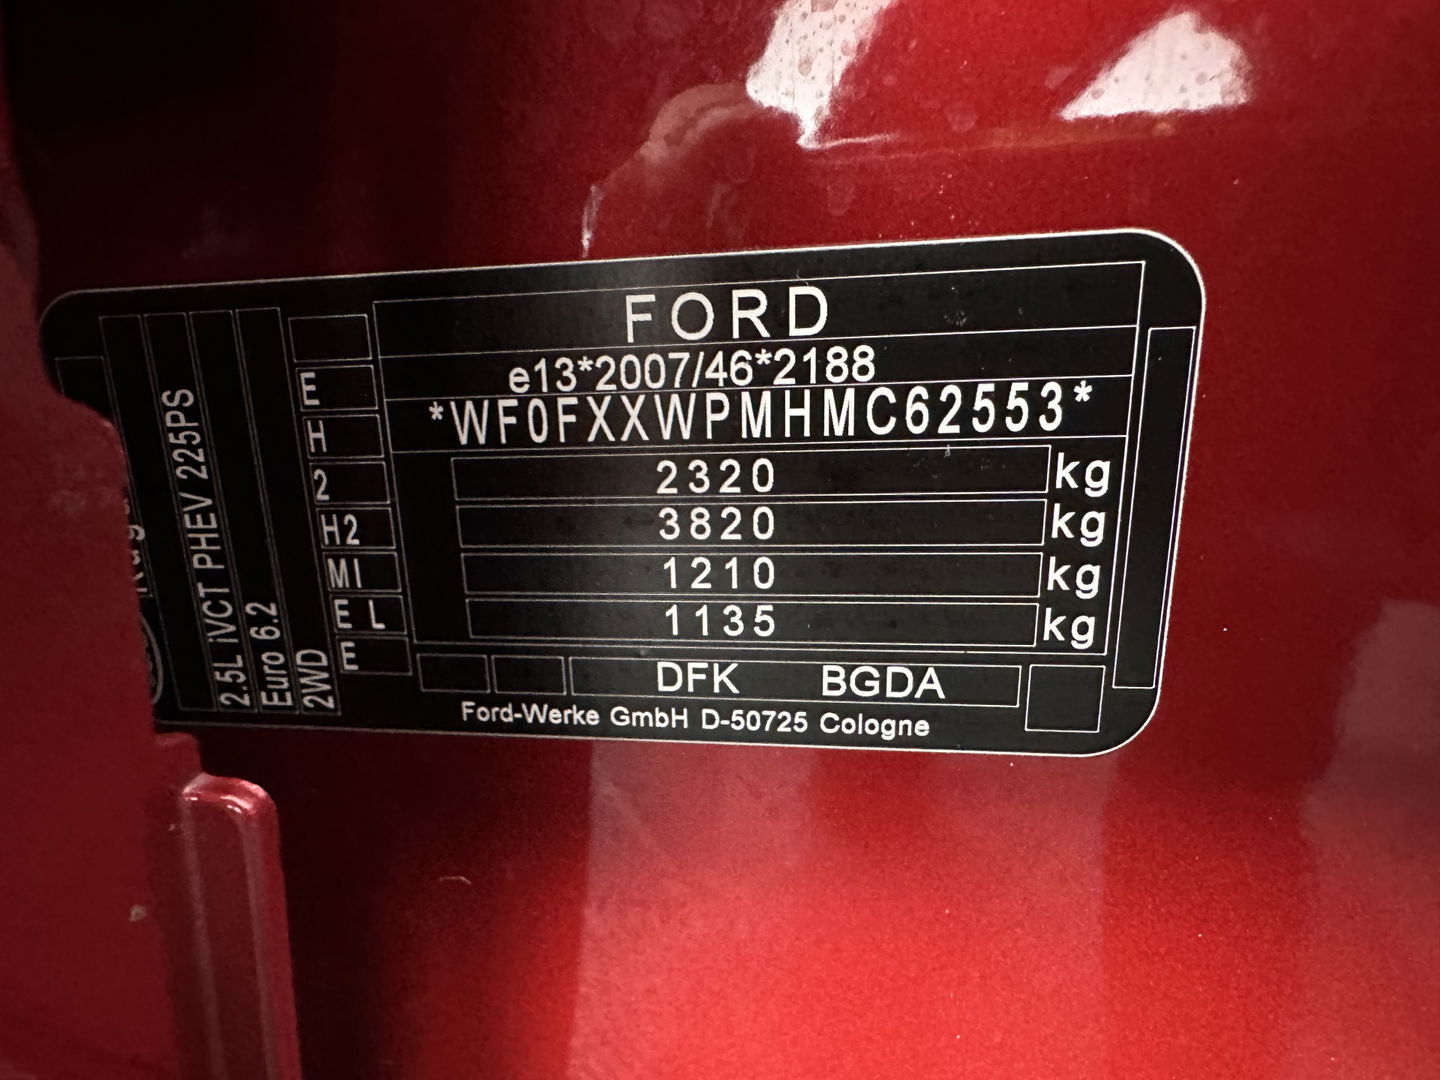 FORD
e13*2007/46*2188
*WF0FXXWPMHMC62553*
2320 kg
3820 kg
1210 kg
1135 kg
DFK BGDA
Ford-Werke GmbH D-50725 Cologne
E
H
2
H2
MI
E L
E
2.5L iVCT PHEV 225PS
Euro 6.2
2WD